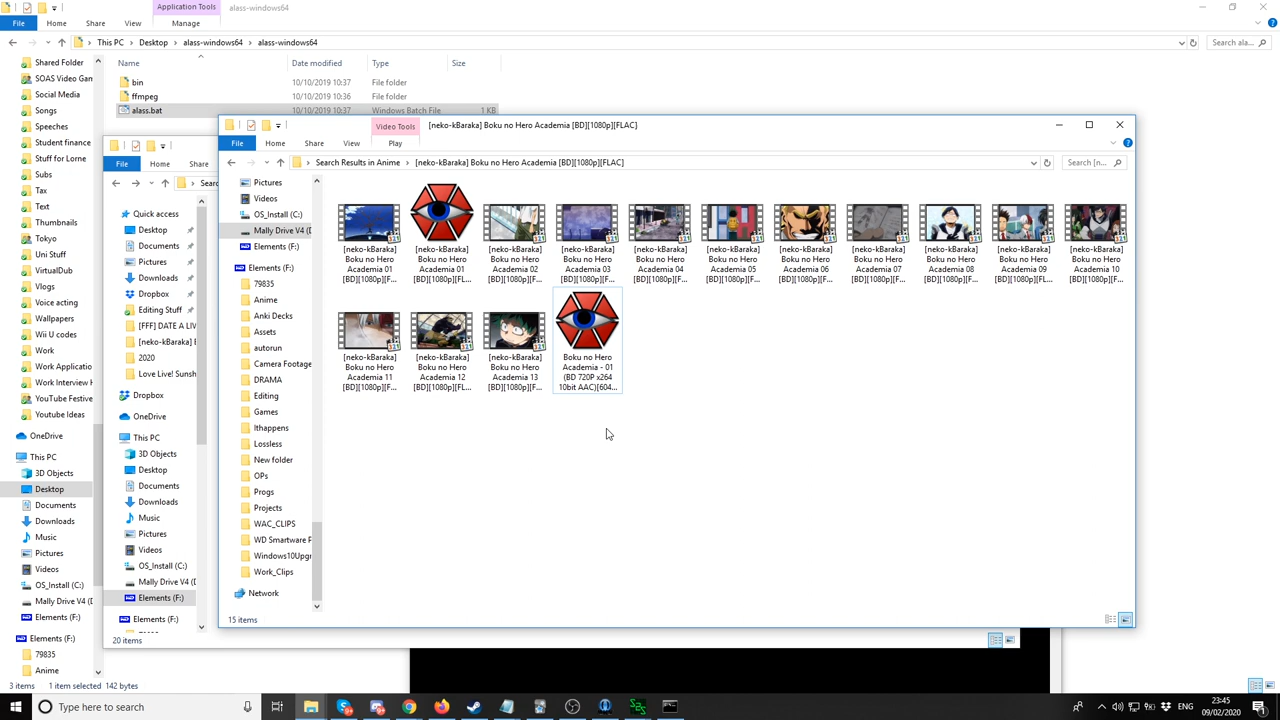 Application Tools
alass-windows64
File
Home
Share
View
Manage
This PC
Desktop
alass-windows64
alass-windows64
Search ala...
Name
Date modified
Type
Size
bin
10/10/2019 10:37
File folder
ffmpeg
10/10/2019 10:36
File folder
alass.bat
10/10/2019 10:37
Windows Batch File
1 KB
Shared Folder
SOAS Video Gam
Social Media
Songs
Speeches
Student finance
Stuff for Lore
Subs
Tax
Text
Thumbnails
Tokyo
Uni Stuff
VirtualDub
Vlogs
Voice acting
Wallpapers
Wii U codes
Work
Work Applicatio
Work Interview H
YouTube Festive
Youtube Ideas
OneDrive
This PC
3D Objects
Desktop
Documents
Downloads
Music
Pictures
Videos
OS_Install (C:)
Mally Drive V4 (D
Elements (F:)
Elements (F:)
79835
Anime
3 items
1 item selected
142 bytes
File
Home
Share
Searc
Quick access
Desktop
Documents
Pictures
Downloads
Dropbox
Editing Stuff
[FFF] DATE A LIV
[neko-kBaraka] B
2020
Love Live! Sunsh
Dropbox
OneDrive
This PC
3D Objects
Desktop
Documents
Downloads
Music
Pictures
Videos
OS_Install (C:)
Mally Drive V4 (D
Elements (F:)
Elements (F:)
20 items
Video Tools
[neko-kBaraka] Boku no Hero Academia [BD][1080p][FLAC]
File
Home
Share
View
Play
Search Results in Anime
[neko-kBaraka] Boku no Hero Academia [BD][1080p][FLAC]
Search [n...
Pictures
Videos
OS_Install (C:)
Mally Drive V4 (D
Elements (F:)
Elements (F:)
79835
Anime
Anki Decks
Assets
autorun
Camera Footage
DRAMA
Editing
Games
Ithappens
Lossless
New folder
OPs
Progs
Projects
WAC_CLIPS
WD Smartware P
Windows10Upgr
Work_Clips
Network
[neko-kBaraka]
Boku no Hero
Academia 01
[BD][1080p][F...
[neko-kBaraka]
Boku no Hero
Academia 01
[BD][1080p][FL...
[neko-kBaraka]
Boku no Hero
Academia 02
[BD][1080p][F...
[neko-kBaraka]
Boku no Hero
Academia 03
[BD][1080p][F...
[neko-kBaraka]
Boku no Hero
Academia 04
[BD][1080p][F...
[neko-kBaraka]
Boku no Hero
Academia 05
[BD][1080p][F...
[neko-kBaraka]
Boku no Hero
Academia 06
[BD][1080p][F...
[neko-kBaraka]
Boku no Hero
Academia 07
[BD][1080p][F...
[neko-kBaraka]
Boku no Hero
Academia 08
[BD][1080p][F...
[neko-kBaraka]
Boku no Hero
Academia 09
[BD][1080p][F...
[neko-kBaraka]
Boku no Hero
Academia 10
[BD][1080p][F...
[neko-kBaraka]
Boku no Hero
Academia 11
[BD][1080p][F...
[neko-kBaraka]
Boku no Hero
Academia 12
[BD][1080p][FL...
[neko-kBaraka]
Boku no Hero
Academia 13
[BD][1080p][F...
Boku no Hero
Academia - 01
(BD 720P x264
10bit AAC)[604...
15 items
Type here to search
ENG
23:45
09/02/2020